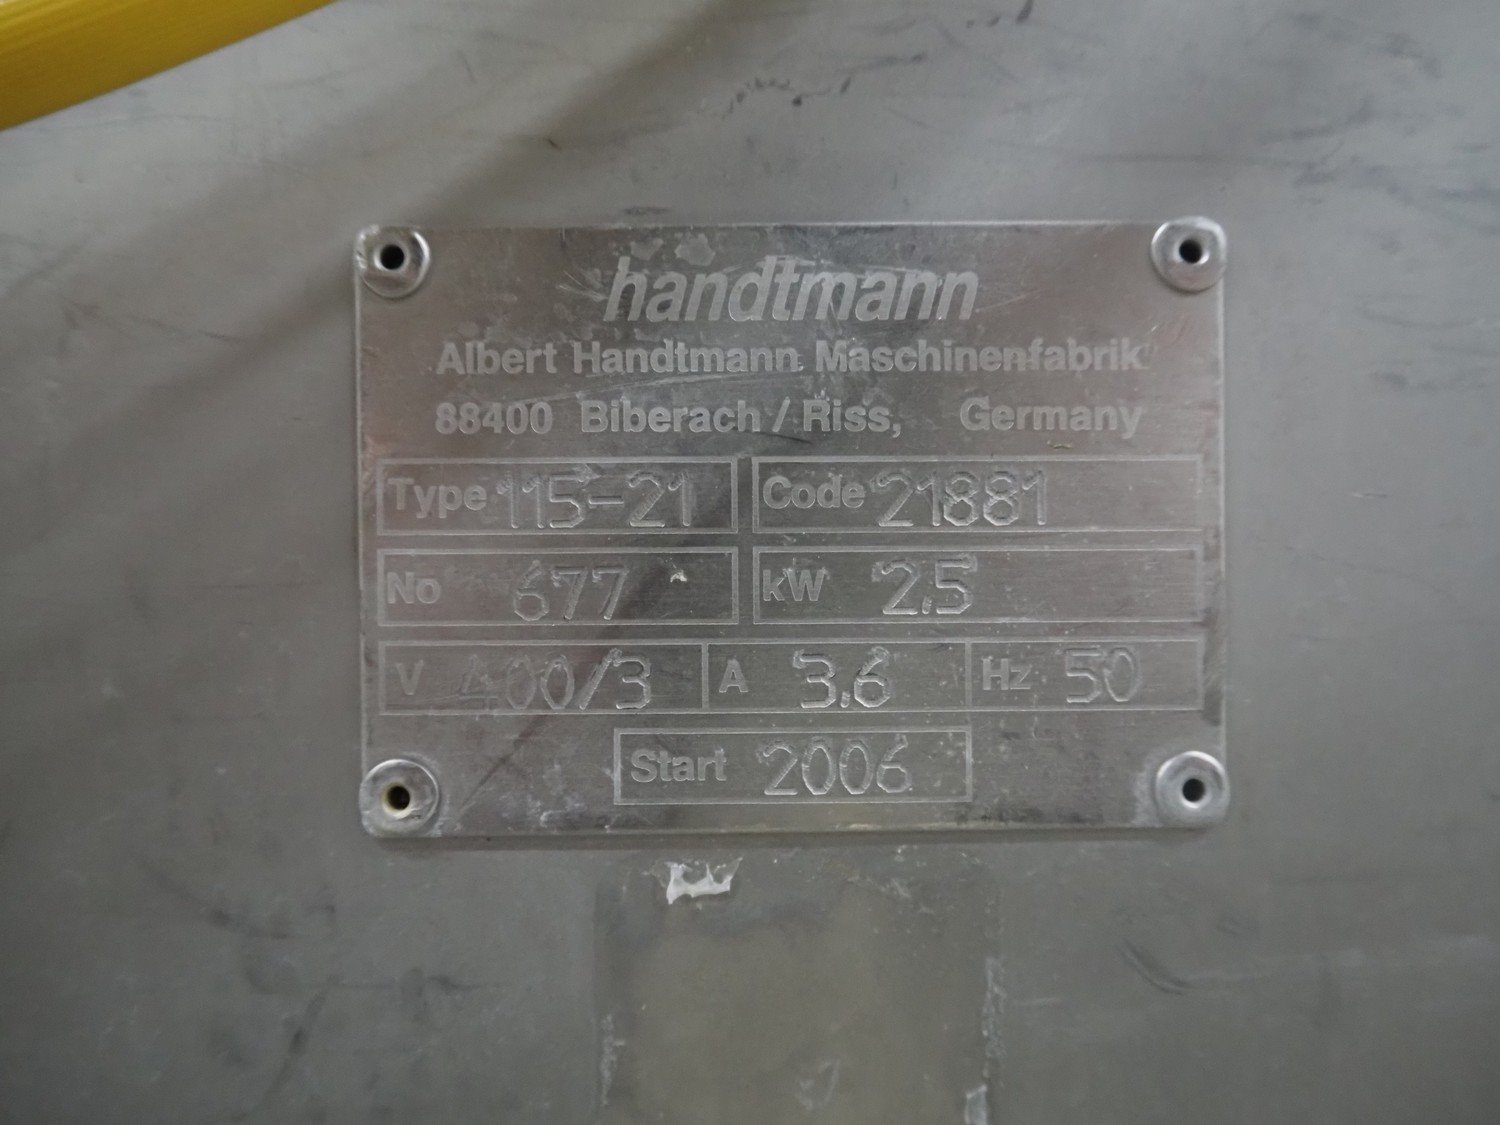 handtmann
Albert Handtmann Maschinenfabrik
88400 Biberach / Riss, Germany
Type 115-21 Code 21881
No 677 kW 2,5
V 400/3 A 3,6 Hz 50
Start 2006